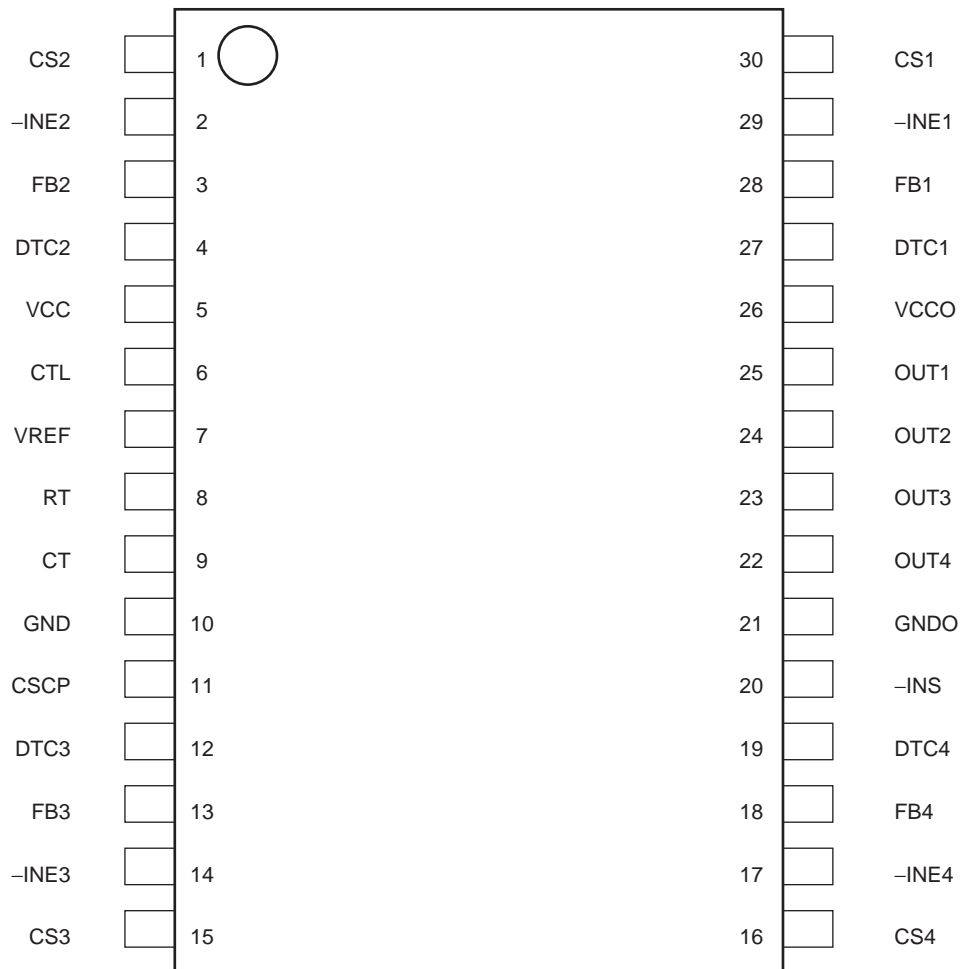 CS2 1 30 CS1
–INE2 2 29 –INE1
FB2 3 28 FB1
DTC2 4 27 DTC1
VCC 5 26 VCCO
CTL 6 25 OUT1
VREF 7 24 OUT2
RT 8 23 OUT3
CT 9 22 OUT4
GND 10 21 GNDO
CSCP 11 20 –INS
DTC3 12 19 DTC4
FB3 13 18 FB4
–INE3 14 17 –INE4
CS3 15 16 CS4